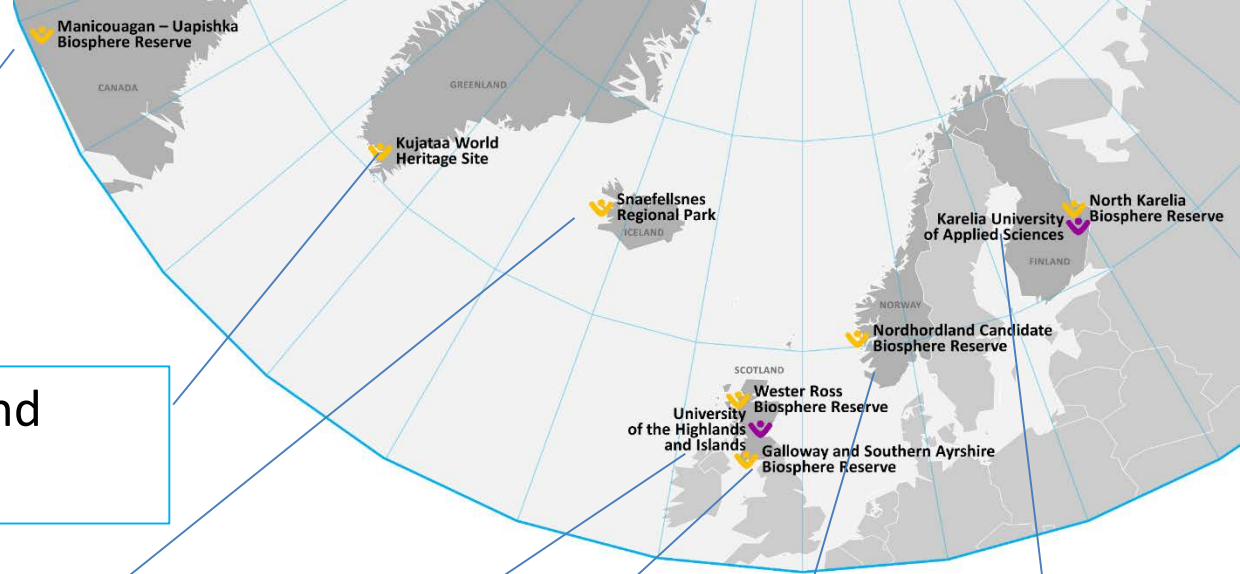 Manicouagan – Uapishka
Biosphere Reserve
CANADA
GREENLAND
Kujataa World
Heritage Site
Snaefellsnes
Regional Park
ICELAND
North Karelia
Biosphere Reserve
Karelia University
of Applied Sciences
FINLAND
NORWAY
Nordhordland Candidate
Biosphere Reserve
SCOTLAND
Wester Ross
Biosphere Reserve
University
of the Highlands
and Islands
Galloway and Southern Ayrshire
Biosphere Reserve
nd